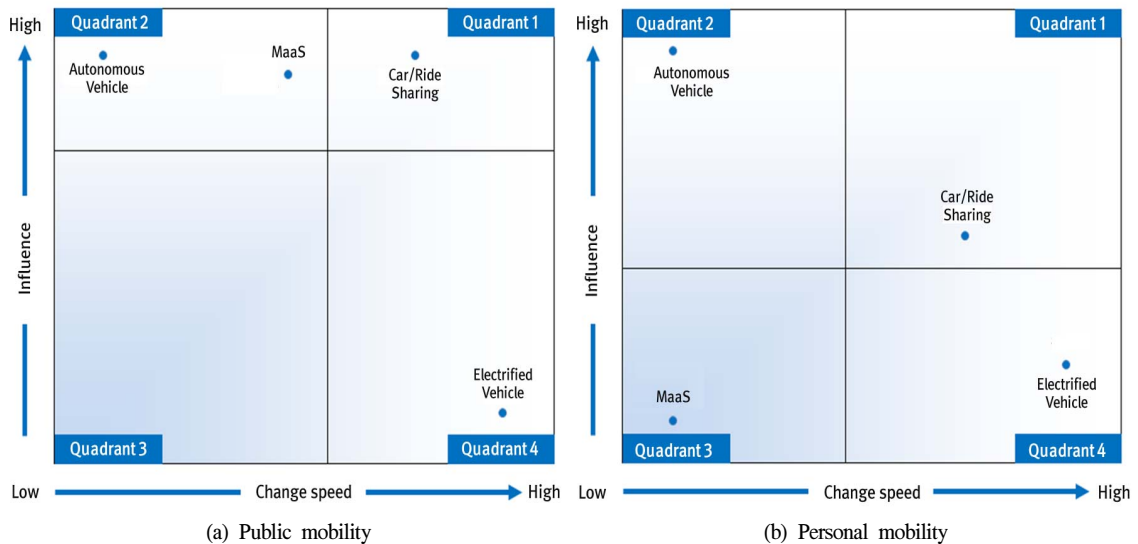 High
Quadrant 2
Quadrant 1
Autonomous
Vehicle
MaaS
Car/Ride
Sharing
Influence
Electrified
Vehicle
Quadrant 3
Quadrant 4
Low
Change speed
High
(a) Public mobility
High
Quadrant 2
Quadrant 1
Autonomous
Vehicle
Car/Ride
Sharing
Influence
MaaS
Electrified
Vehicle
Quadrant 3
Quadrant 4
Low
Change speed
High
(b) Personal mobility